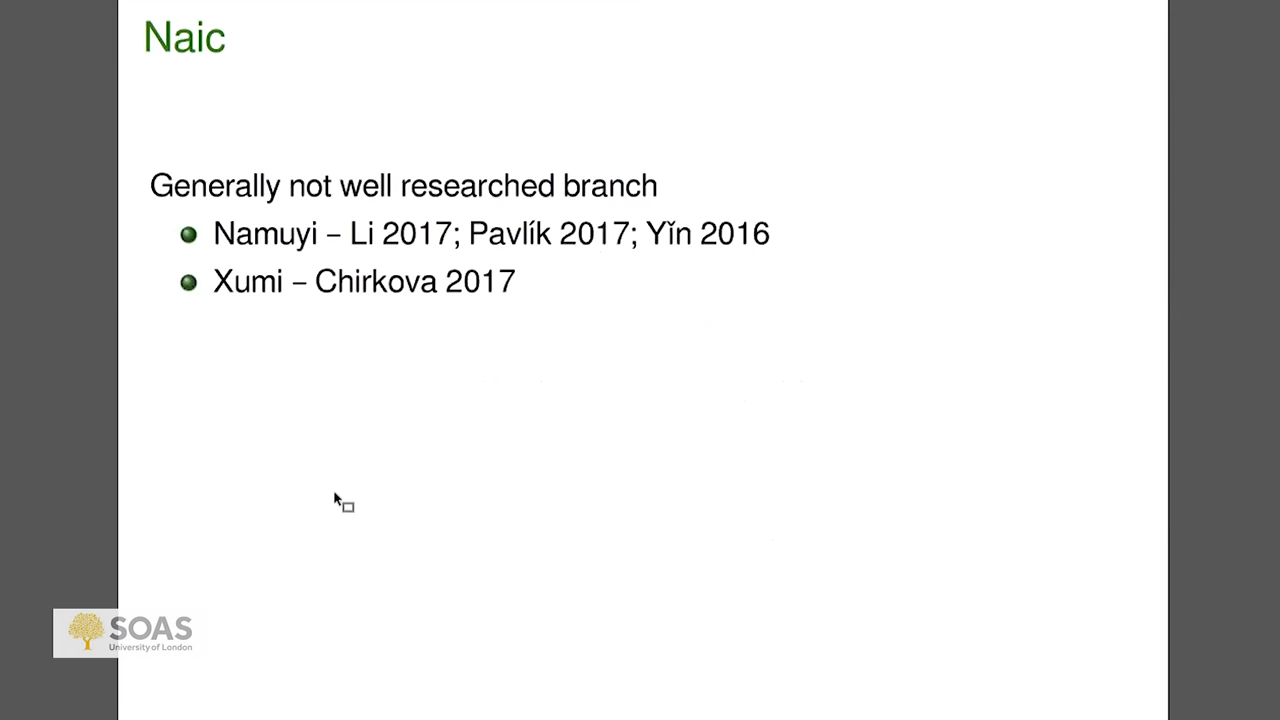 Naic
Generally not well researched branch
Namuyi – Li 2017; Pavlík 2017; Yǐn 2016
Xumi – Chirkova 2017
SOAS
University of London